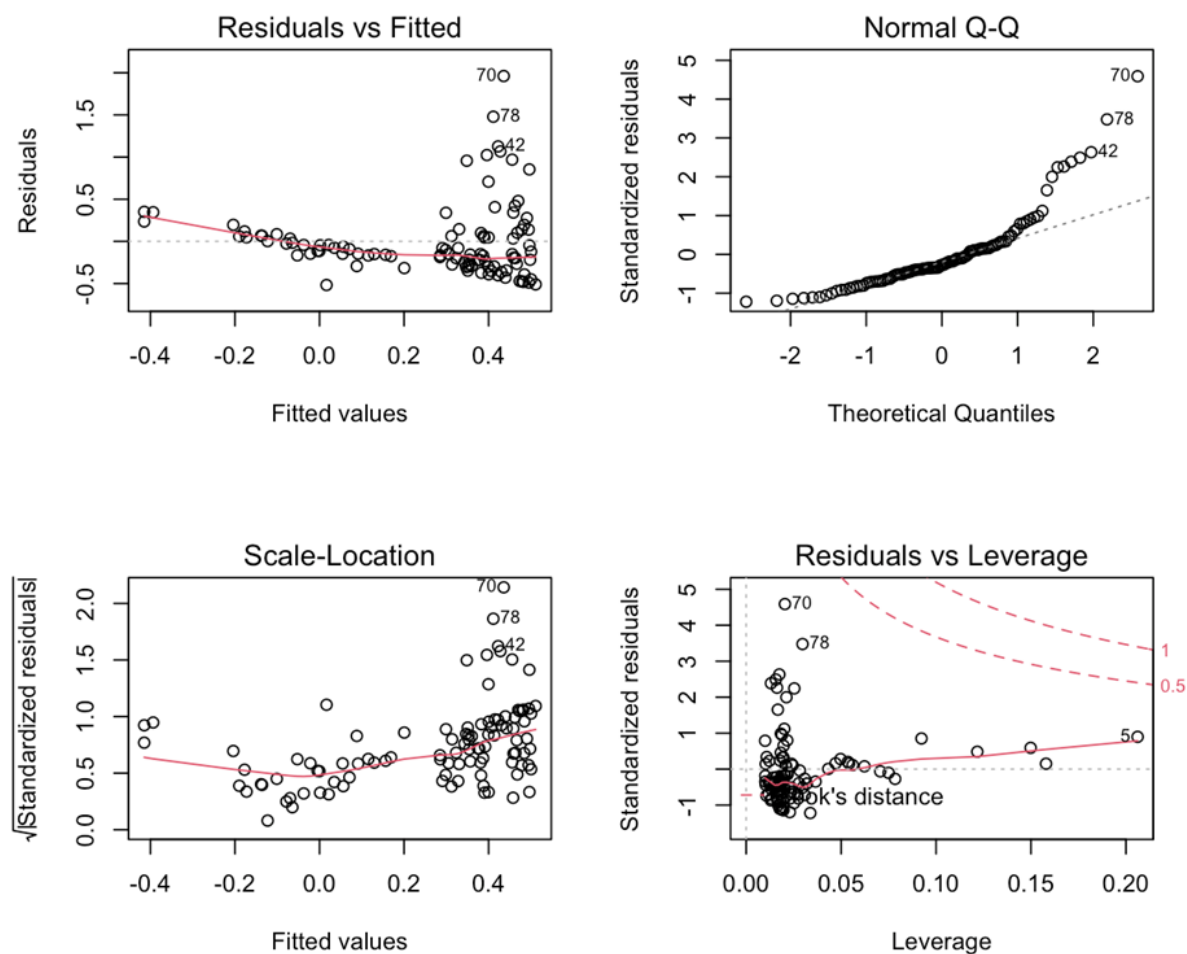 Residuals vs Fitted
Residuals
1.5
0.5
-0.5
70
78
42
-0.4 -0.2 0.0 0.2 0.4
Fitted values
Normal Q-Q
Standardized residuals
5
4
3
2
1
0
-1
70
78
42
-2 -1 0 1 2
Theoretical Quantiles
Scale-Location
√|Standardized residuals|
2.0
1.5
1.0
0.5
0.0
70
78
42
-0.4 -0.2 0.0 0.2 0.4
Fitted values
Residuals vs Leverage
Standardized residuals
5
4
3
2
1
0
-1
70
78
5
1
0.5
ok's distance
0.00 0.05 0.10 0.15 0.20
Leverage